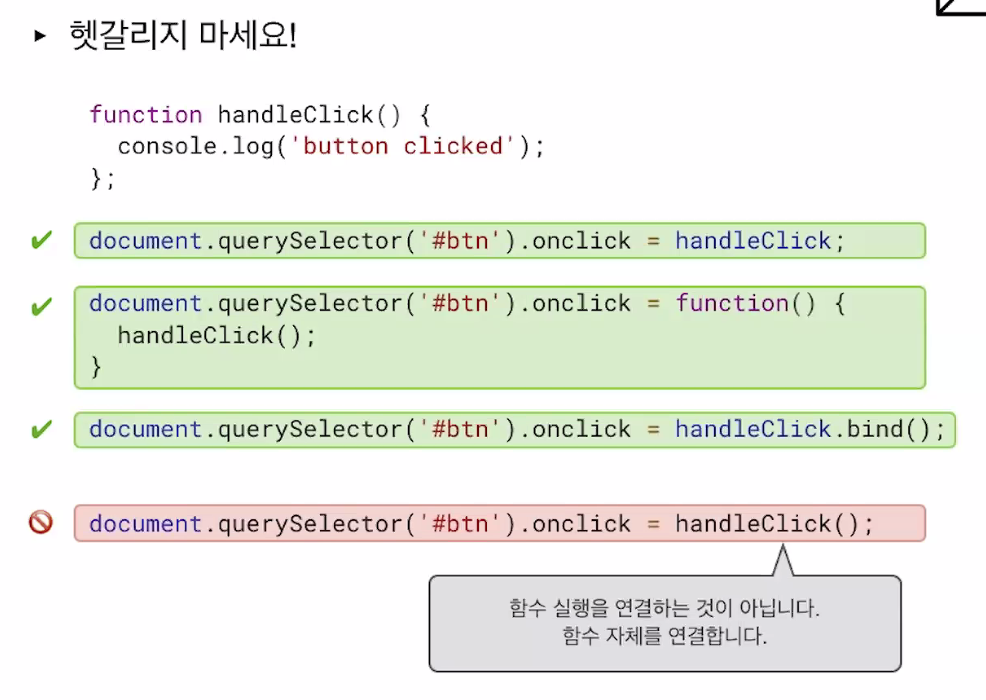 ▸ 헷갈리지 마세요!
function handleClick() {
  console.log('button clicked');
};
✔ document.querySelector('#btn').onclick = handleClick;
✔ document.querySelector('#btn').onclick = function() {
  handleClick();
}
✔ document.querySelector('#btn').onclick = handleClick.bind();
🚫 document.querySelector('#btn').onclick = handleClick();
함수 실행을 연결하는 것이 아닙니다.
함수 자체를 연결합니다.